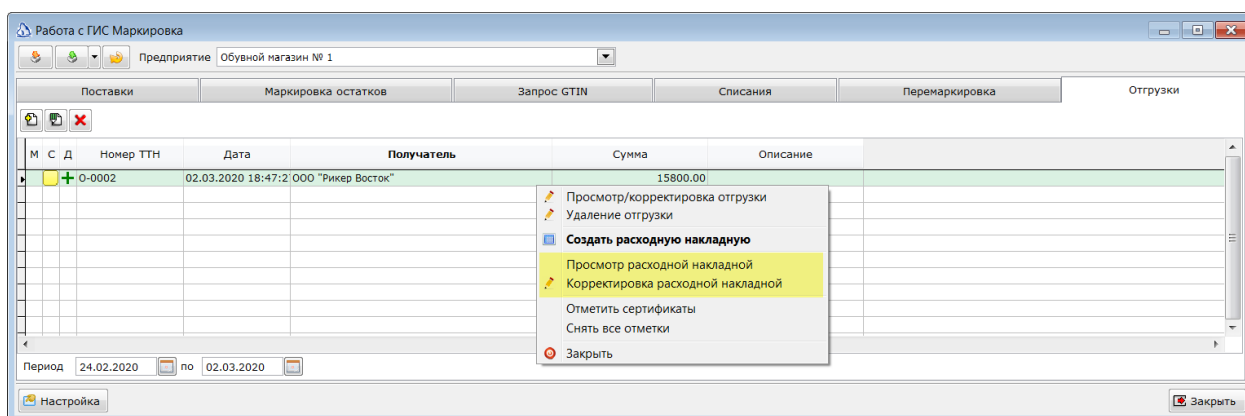 Работа с ГИС Маркировка
Предприятие Обувной магазин № 1
Поставки Маркировка остатков Запрос GTIN Списания Перемаркировка Отгрузки
М С Д Номер ТТН Дата Получатель Сумма Описание
О-0002 02.03.2020 18:47:2 ООО "Рикер Восток" 15800.00
Просмотр/корректировка отгрузки
Удаление отгрузки
Создать расходную накладную
Просмотр расходной накладной
Корректировка расходной накладной
Отметить сертификаты
Снять все отметки
Закрыть
Период 24.02.2020 по 02.03.2020
Настройка Закрыть